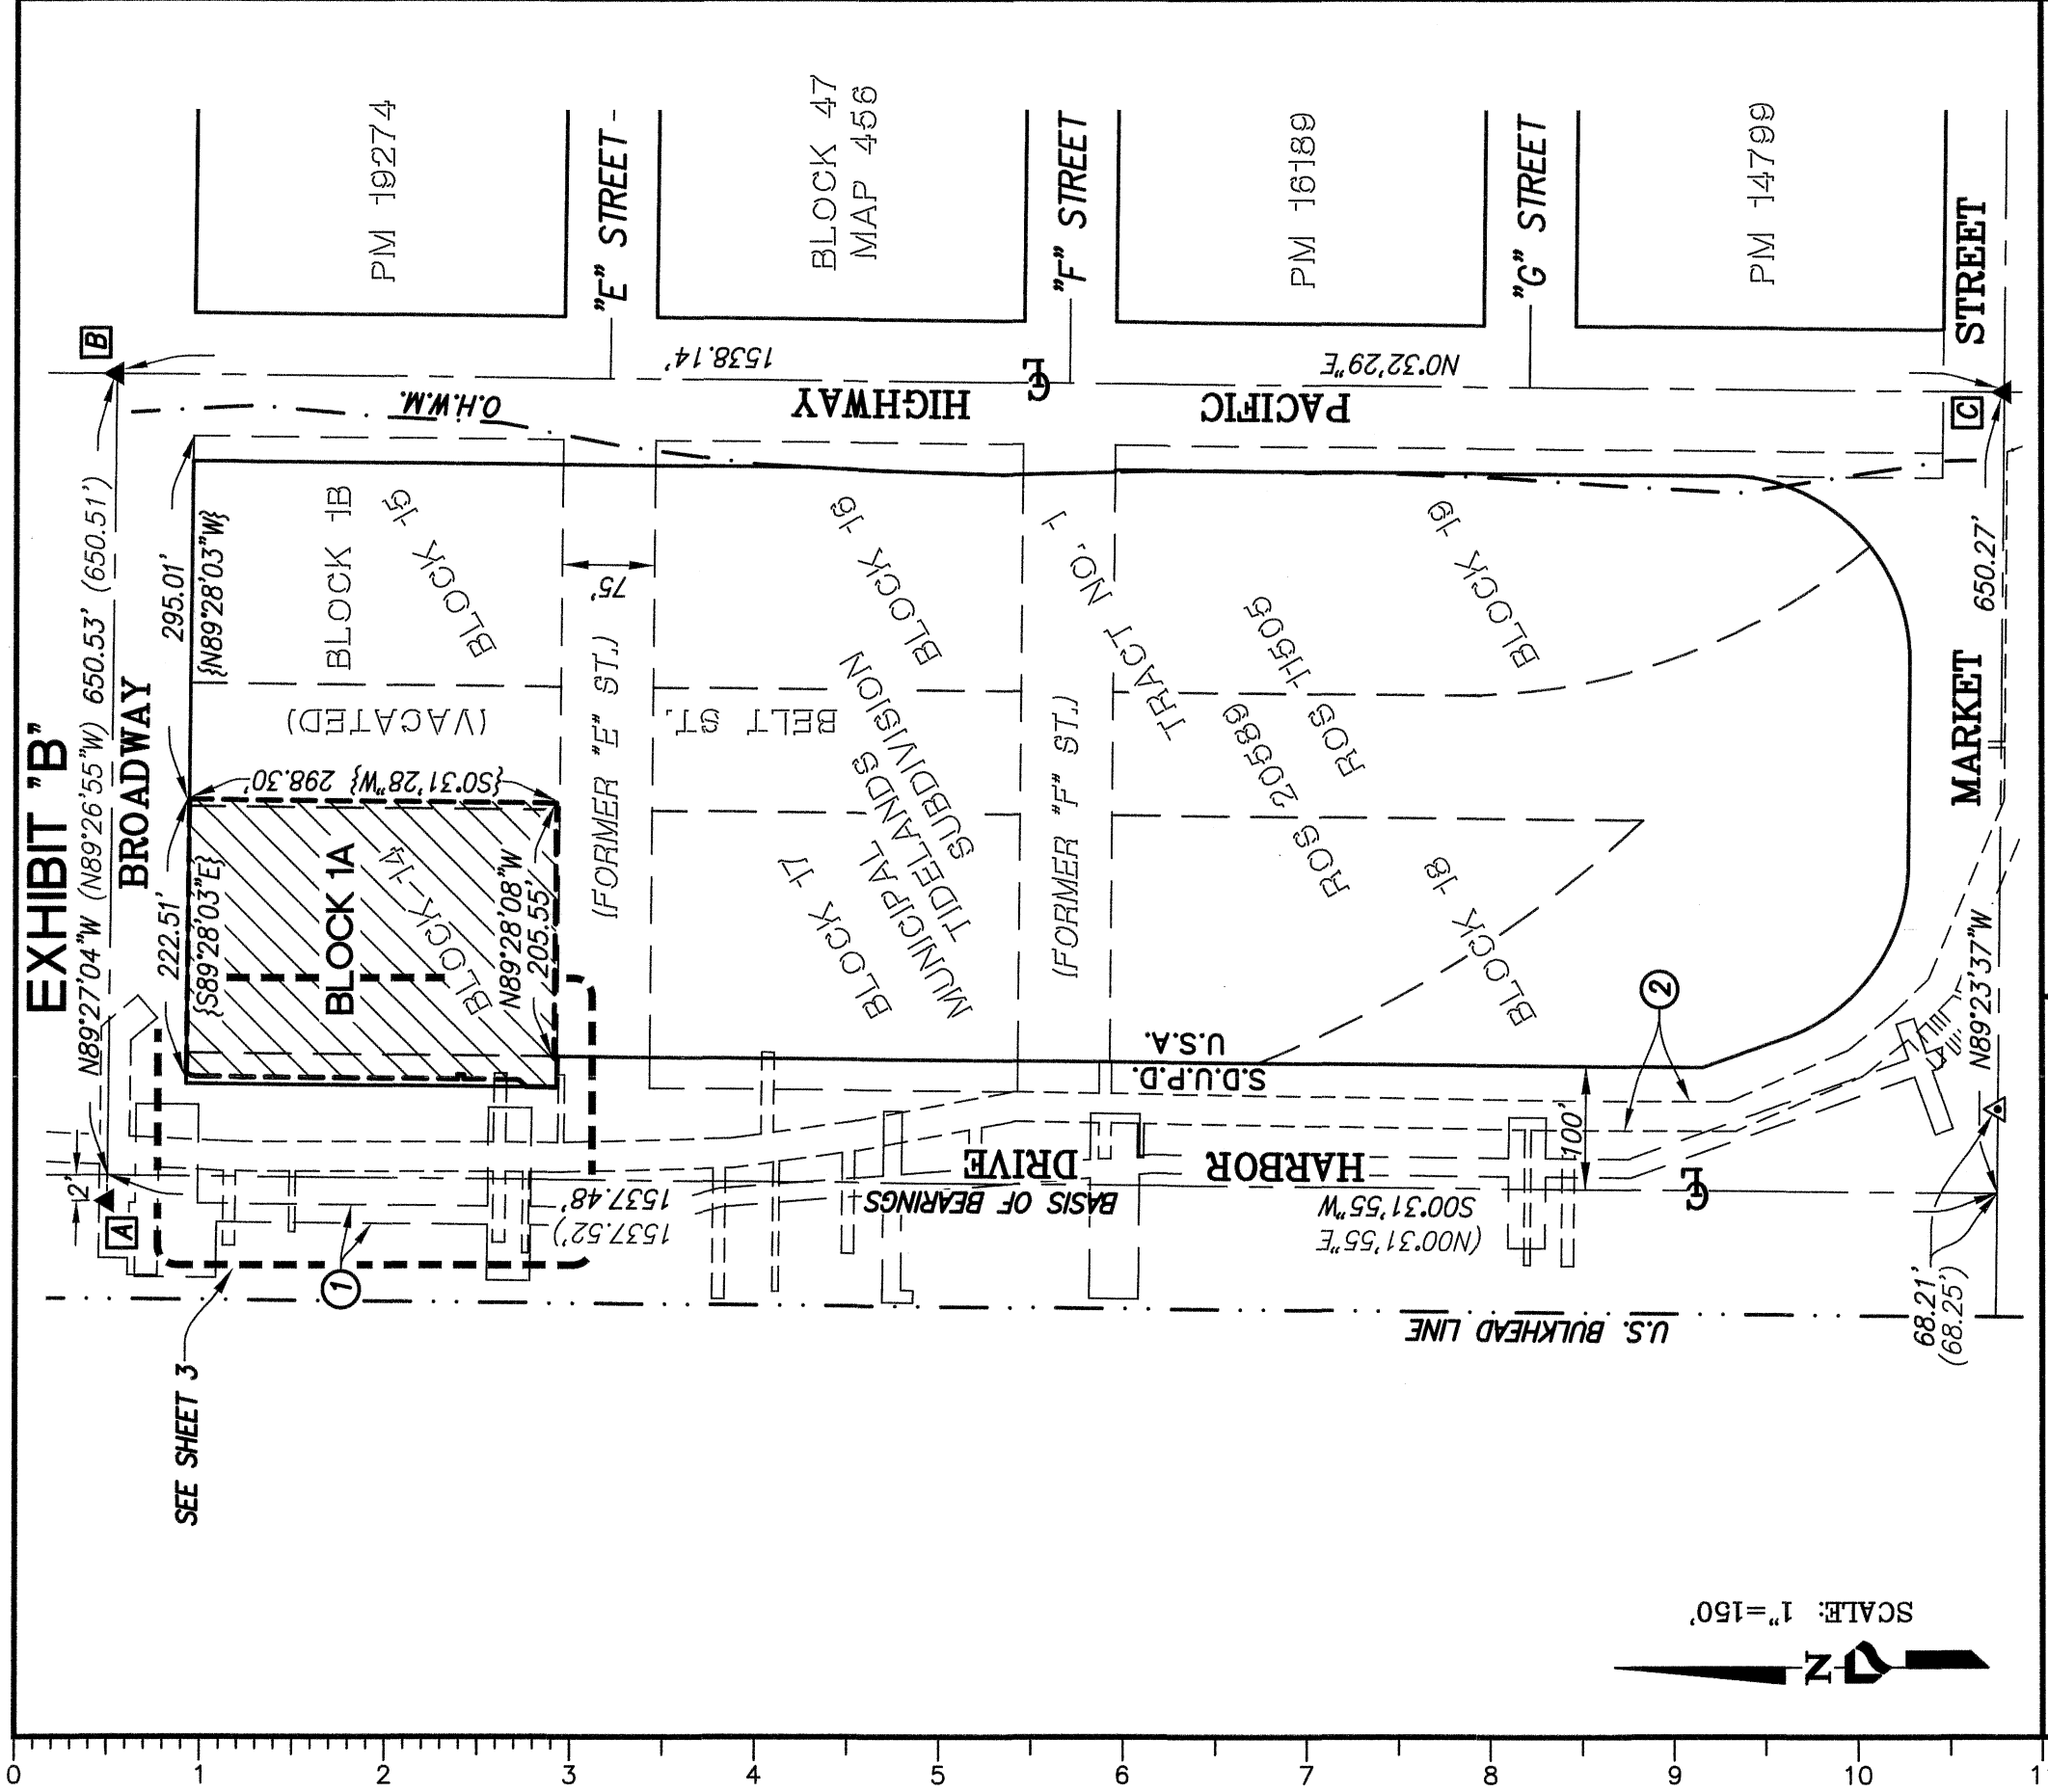 EXHIBIT "B"
N89°27'04"W (N89°26'55"W) 650.53' (650.51')
BROADWAY
12'
A
B
222.51'
{S89°28'03"E}
295.01'
{N89°28'03"W}
BLOCK 1A
BLOCK 14
N89°28'08"W
205.55'
{S0°31'28"W} 298.30'
(VACATED)
BELT ST.
BLOCK 1B
BLOCK 15
O.H.W.M.
PM 19274
1538.14'
"E" STREET
(FORMER "E" ST.)
75'
SEE SHEET 3
1
1537.48'
(1537.52')
BLOCK 17
MUNICIPAL
TIDELANDS
SUBDIVISION
TRACT NO. 1
BLOCK 16
HIGHWAY
PACIFIC
CL
N0°32'29"E
BLOCK 47
MAP 456
"F" STREET
(FORMER "F" ST.)
BASIS OF BEARINGS
HARBOR
DRIVE
U.S.A.
S.D.U.P.D.
ROS 20589
ROS 11505
BLOCK 18
BLOCK 19
PM 16189
"G" STREET
(N00°31'55"E
S00°31'55"W
100'
2
CL
U.S. BULKHEAD LINE
PM 14799
MARKET
STREET
C
650.27'
N89°23'37"W
68.21'
(68.25')
SCALE: 1"=150'
N
0
1
2
3
4
5
6
7
8
9
10